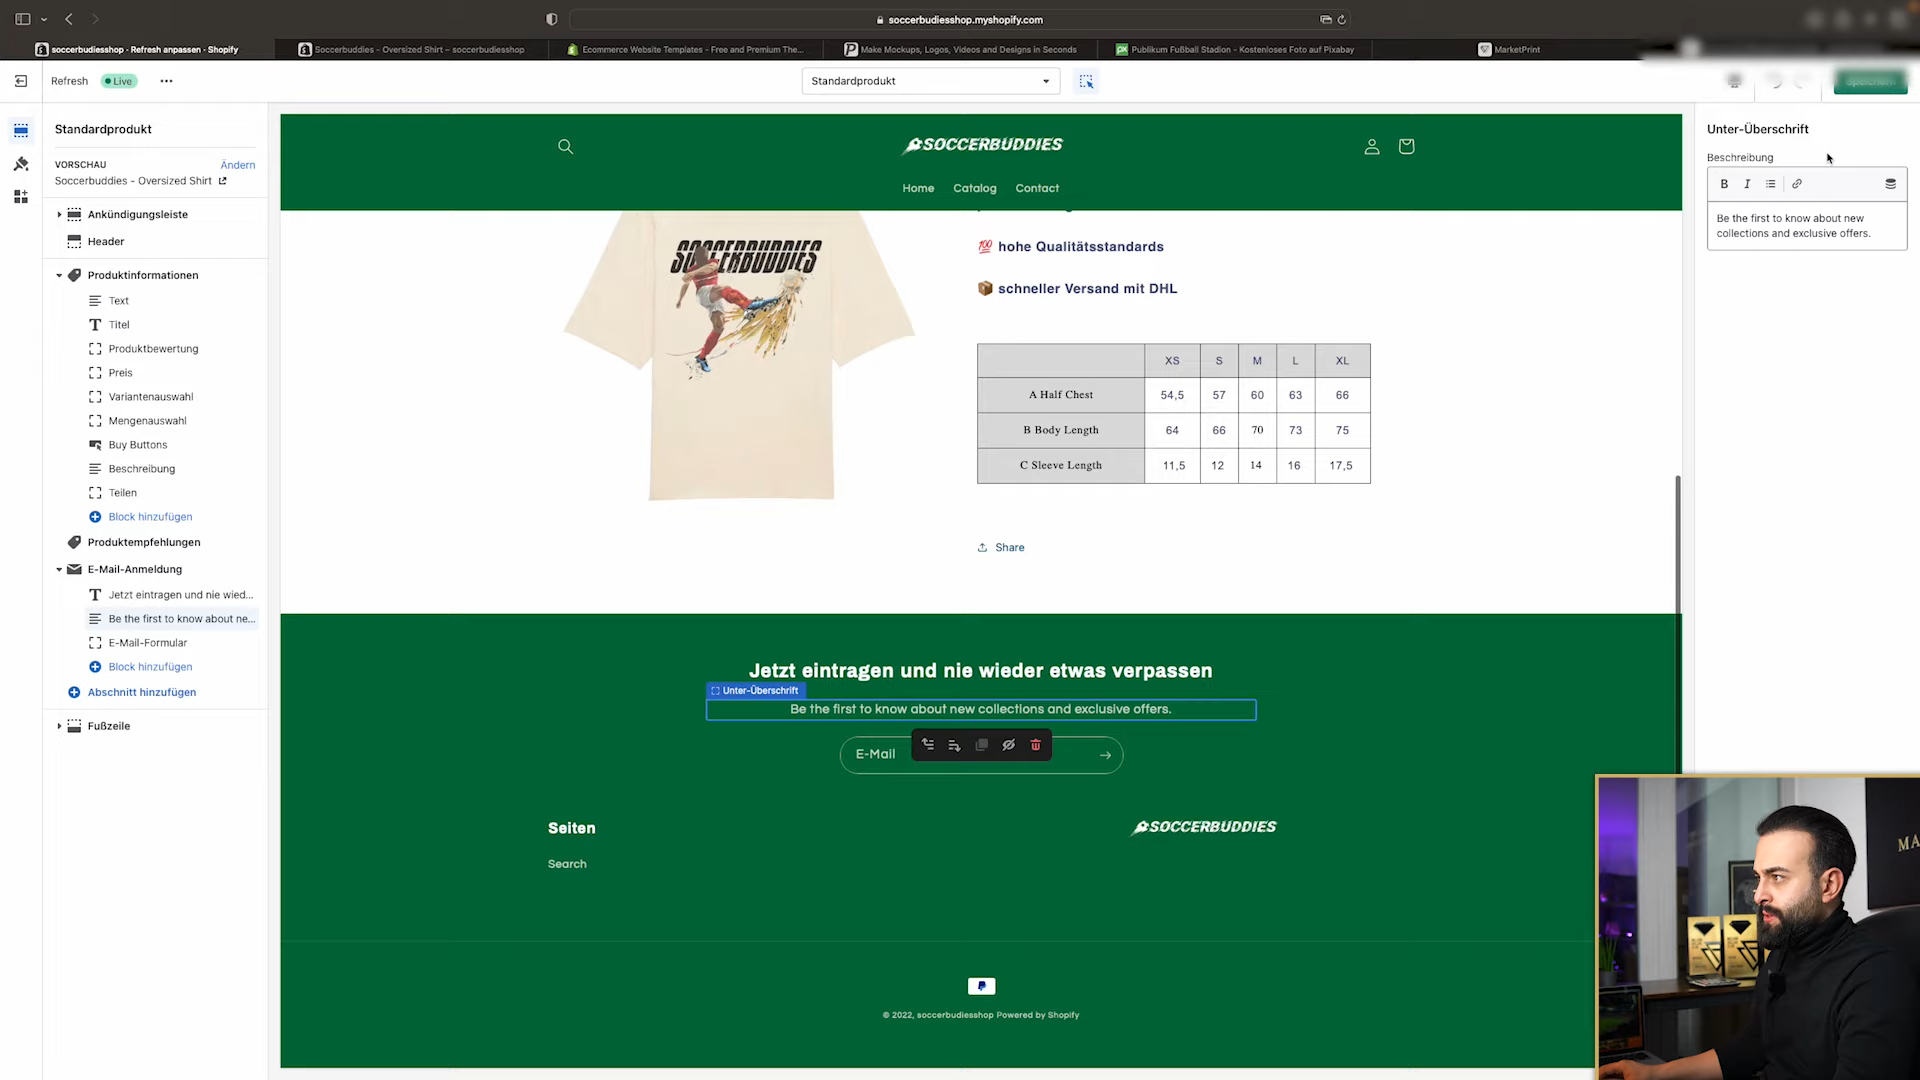 soccerbudiesshop.myshopify.com
soccerbudiesshop - Refresh anpassen - Shopify
Soccerbuddies - Oversized Shirt – soccerbudiesshop
Ecommerce Website Templates - Free and Premium The...
Make Mockups, Logos, Videos and Designs in Seconds
Publikum Fußball Stadion - Kostenloses Foto auf Pixabay
MarketPrint
Refresh
Live
Standardprodukt
Speichern
Standardprodukt
VORSCHAU
Ändern
Soccerbuddies - Oversized Shirt
Ankündigungsleiste
Header
Produktinformationen
Text
Titel
Produktbewertung
Preis
Variantenauswahl
Mengenauswahl
Buy Buttons
Beschreibung
Teilen
Block hinzufügen
Produktempfehlungen
E-Mail-Anmeldung
Jetzt eintragen und nie wied...
Be the first to know about ne...
E-Mail-Formular
Block hinzufügen
Abschnitt hinzufügen
Fußzeile
SOCCERBUDDIES
Home Catalog Contact
SOCCERBUDDIES
💯 hohe Qualitätsstandards
📦 schneller Versand mit DHL
XS S M L XL
A Half Chest 54,5 57 60 63 66
B Body Length 64 66 70 73 75
C Sleeve Length 11,5 12 14 16 17,5
Share
Jetzt eintragen und nie wieder etwas verpassen
Unter-Überschrift
Be the first to know about new collections and exclusive offers.
E-Mail
Seiten
Search
SOCCERBUDDIES
© 2022, soccerbudiesshop Powered by Shopify
Unter-Überschrift
Beschreibung
B I
Be the first to know about new
collections and exclusive offers.